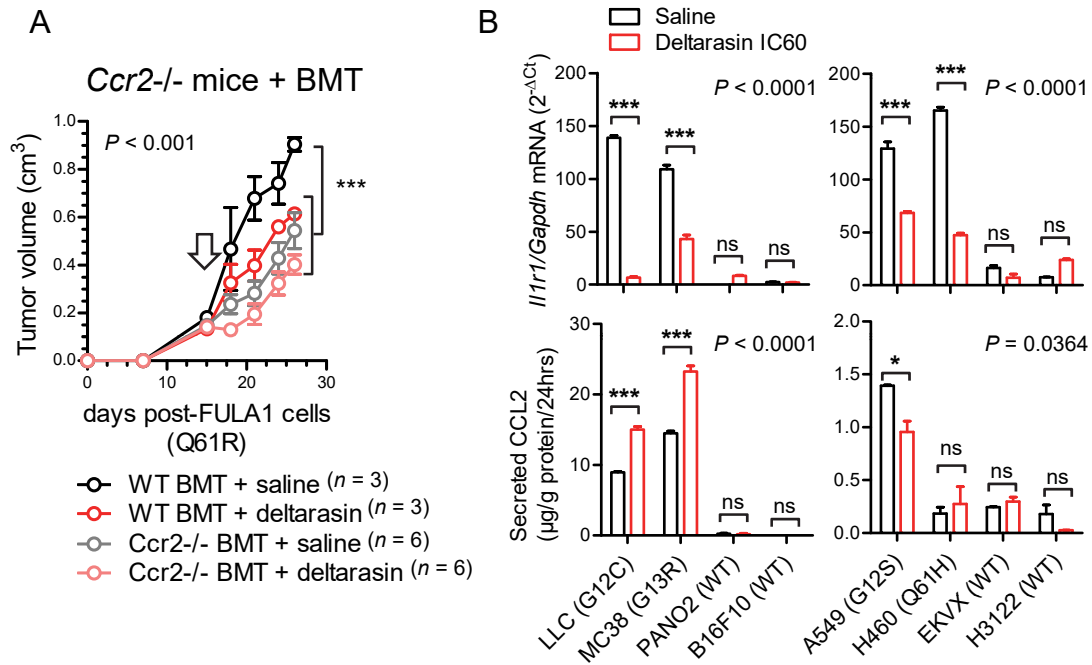 A
Ccr2-/- mice + BMT
Tumor volume (cm³)
1.0
0.8
0.6
0.4
0.2
0.0
P < 0.001
***
0
10
20
30
days post-FULA1 cells
(Q61R)
WT BMT + saline (n = 3)
WT BMT + deltarasin (n = 3)
Ccr2-/- BMT + saline (n = 6)
Ccr2-/- BMT + deltarasin (n = 6)
B
Saline
Deltarasin IC60
Il1r1/Gapdh mRNA (2^-ΔCt)
200
150
100
50
0
P < 0.0001
***
***
ns
ns
200
150
100
50
0
P < 0.0001
***
***
ns
ns
Secreted CCL2
(µg/g protein/24hrs)
30
20
10
0
P < 0.0001
***
***
ns
ns
LLC (G12C)
MC38 (G13R)
PANO2 (WT)
B16F10 (WT)
2.0
1.5
1.0
0.5
0.0
P = 0.0364
*
ns
ns
ns
A549 (G12S)
H460 (Q61H)
EKVX (WT)
H3122 (WT)